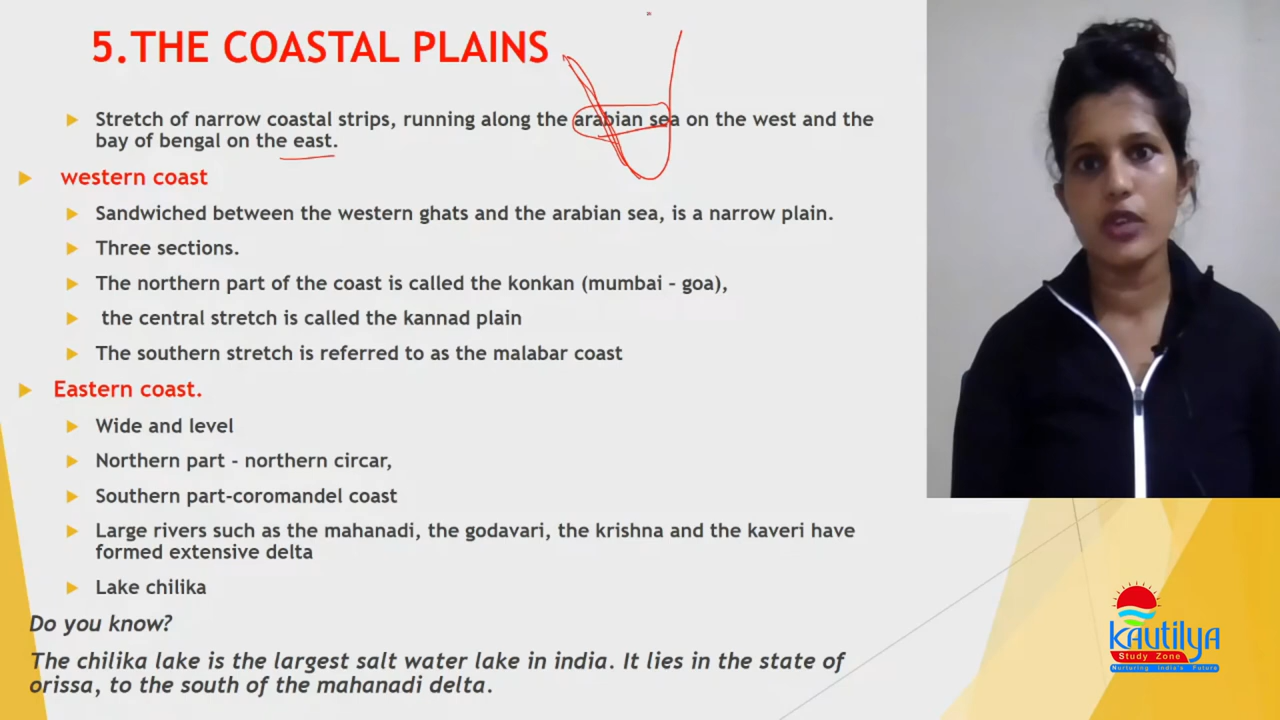 5.THE COASTAL PLAINS
Stretch of narrow coastal strips, running along the arabian sea on the west and the
bay of bengal on the east.
western coast
Sandwiched between the western ghats and the arabian sea, is a narrow plain.
Three sections.
The northern part of the coast is called the konkan (mumbai – goa),
the central stretch is called the kannad plain
The southern stretch is referred to as the malabar coast
Eastern coast.
Wide and level
Northern part - northern circar,
Southern part-coromandel coast
Large rivers such as the mahanadi, the godavari, the krishna and the kaveri have
formed extensive delta
Lake chilika
Do you know?
The chilika lake is the largest salt water lake in india. It lies in the state of
orissa, to the south of the mahanadi delta.
Kautilya
Study Zone
Nurturing India's Future